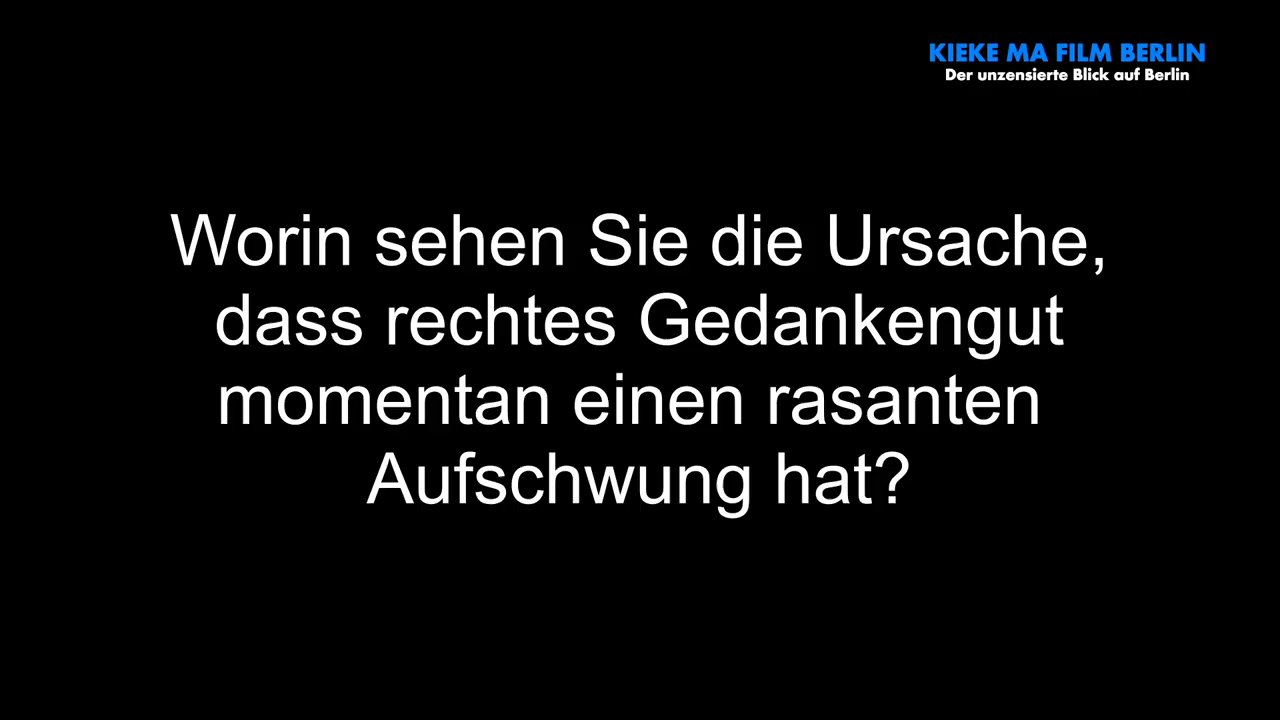 KIEKE MA FILM BERLIN
Der unzensierte Blick auf Berlin
Worin sehen Sie die Ursache,
dass rechtes Gedankengut
momentan einen rasanten
Aufschwung hat?